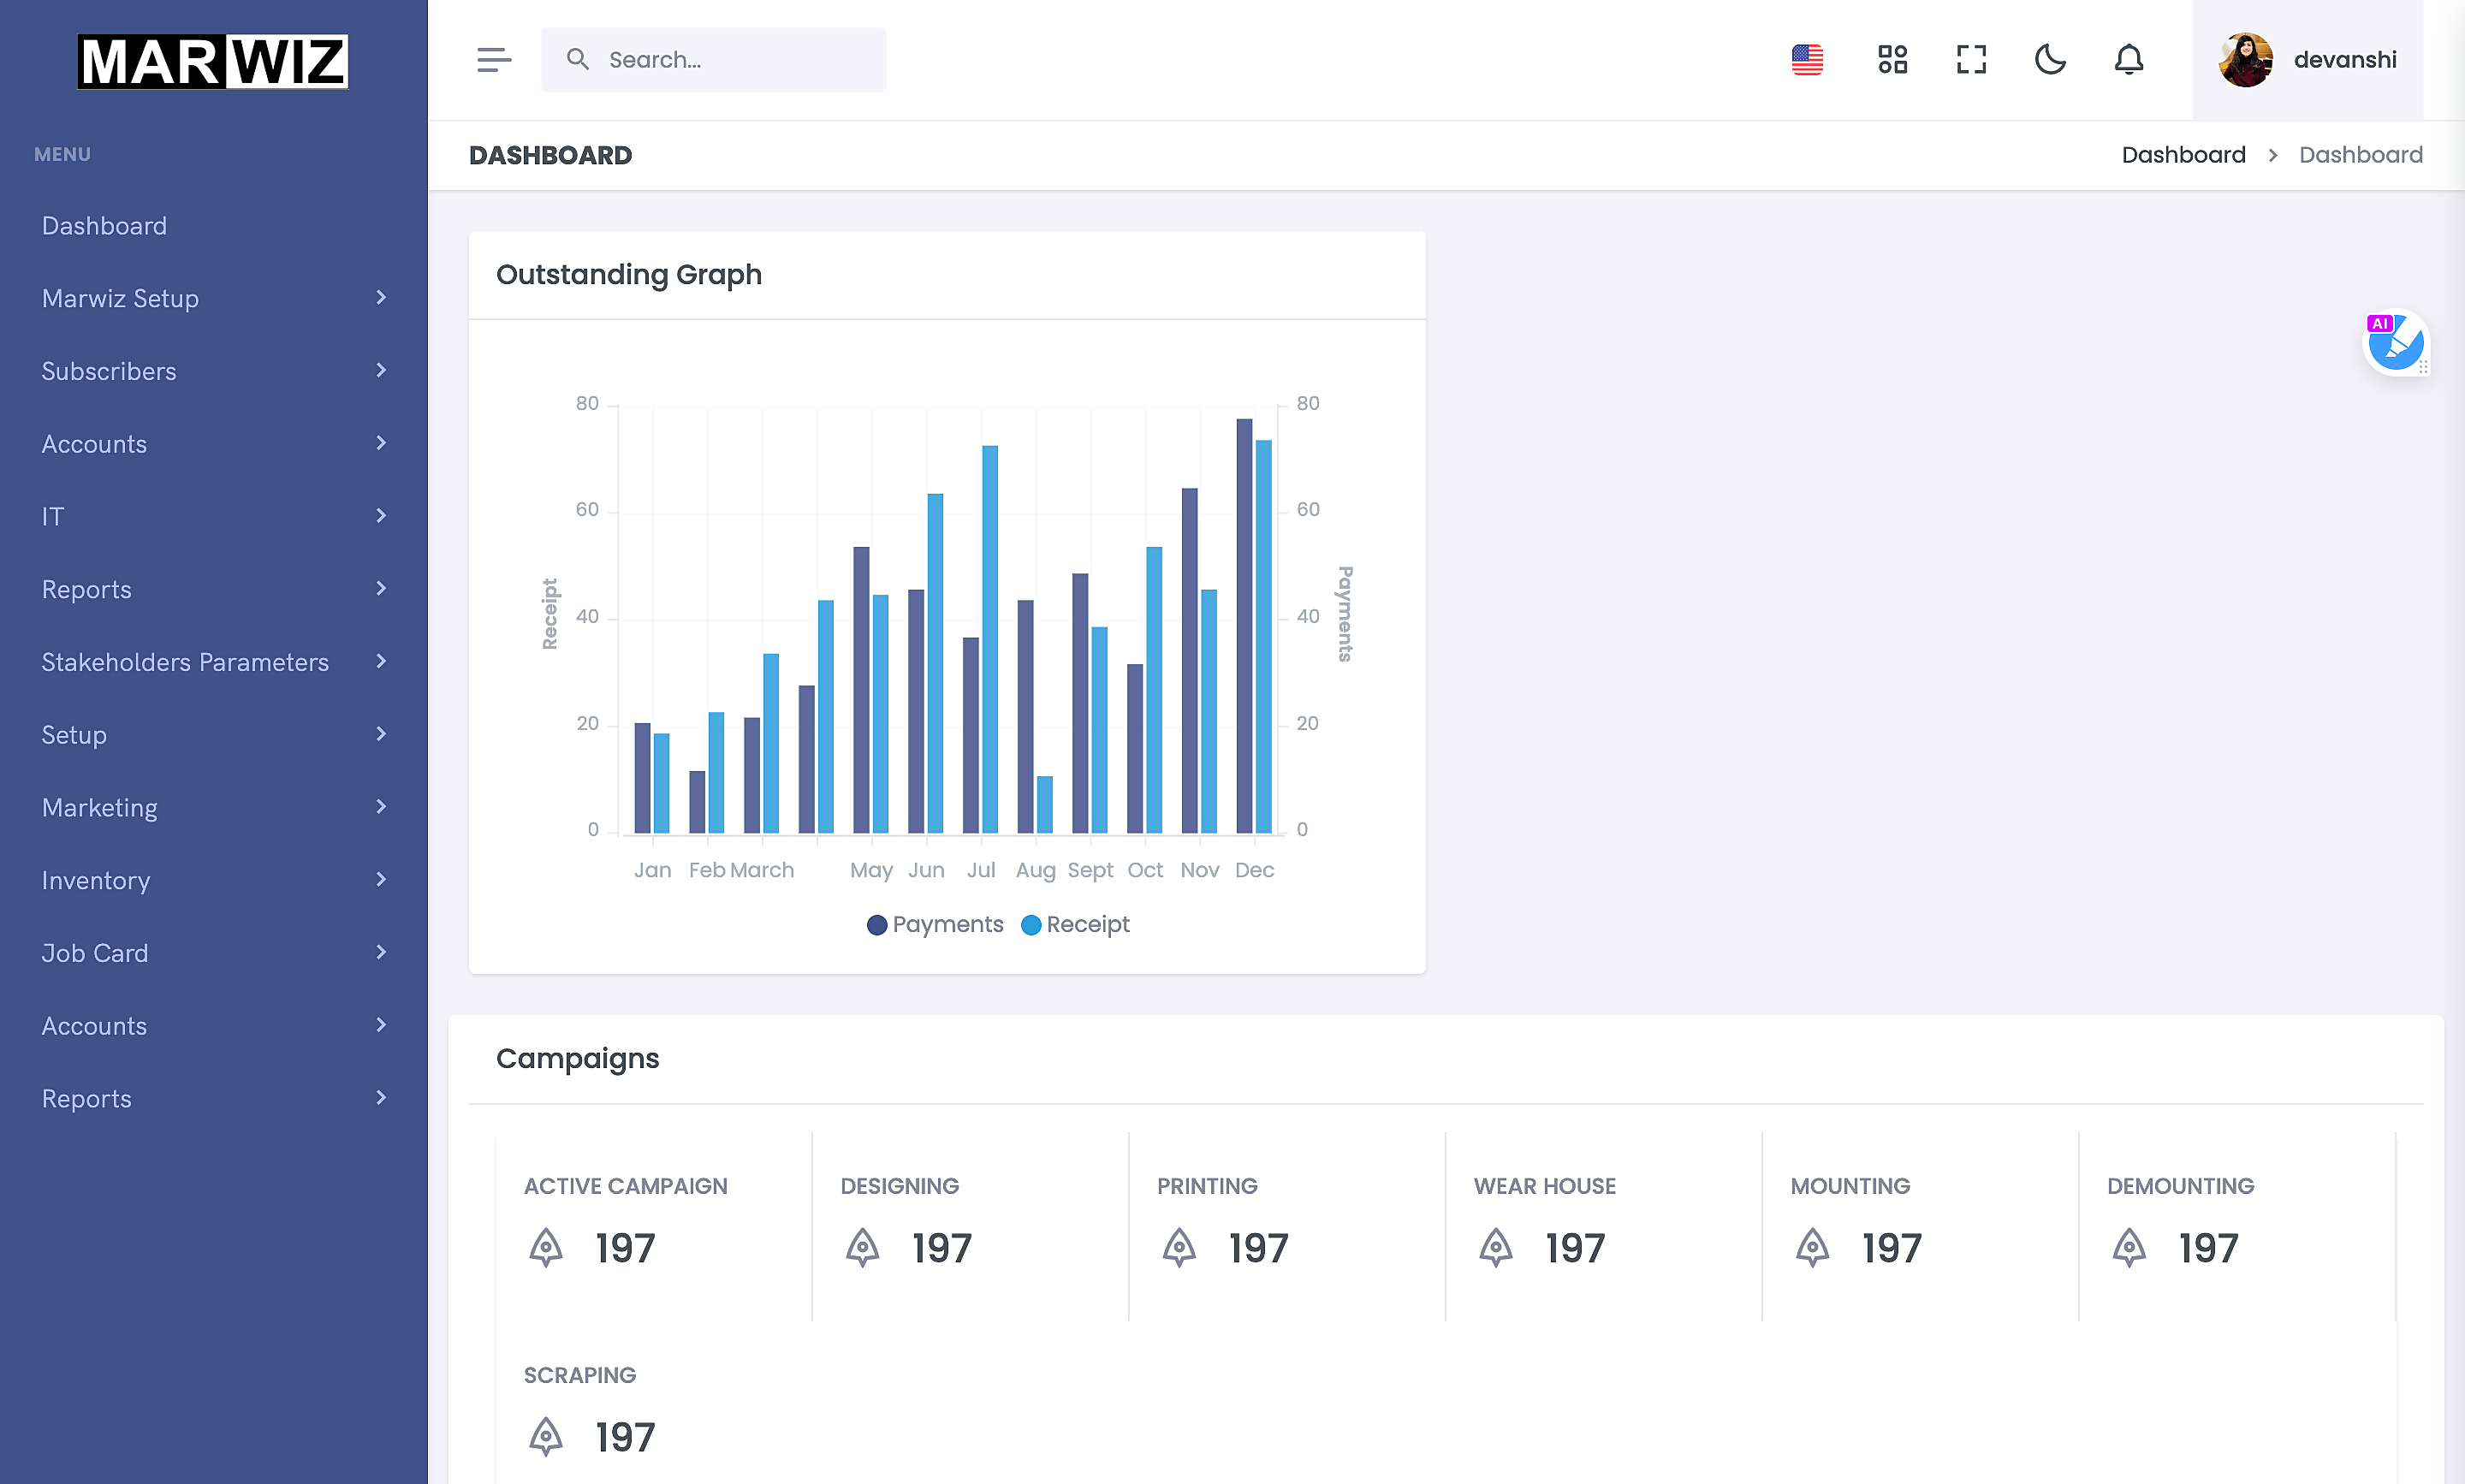 MARWIZ
MENU
Dashboard
Marwiz Setup
Subscribers
Accounts
IT
Reports
Stakeholders Parameters
Setup
Marketing
Inventory
Job Card
Accounts
Reports
Search...
devanshi
DASHBOARD
Dashboard > Dashboard
Outstanding Graph
AI
80 80
60 60
40 40
20 20
0 0
Receipt
Payments
Jan Feb March May Jun Jul Aug Sept Oct Nov Dec
Payments Receipt
Campaigns
ACTIVE CAMPAIGN DESIGNING PRINTING WEAR HOUSE MOUNTING DEMOUNTING
197 197 197 197 197 197
SCRAPING
197